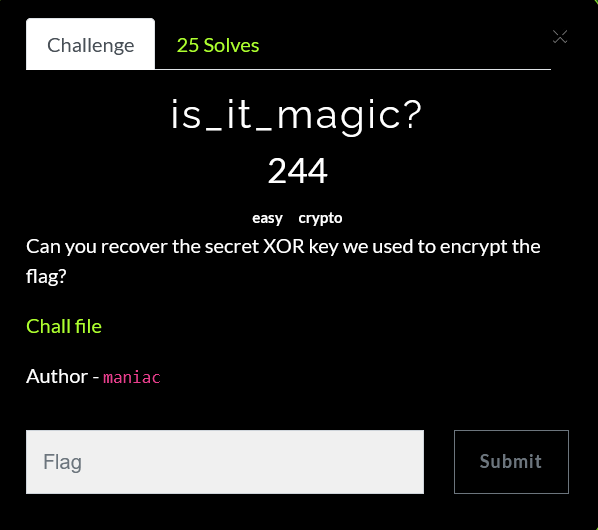 Challenge
25 Solves
is_it_magic?
244
easy crypto
Can you recover the secret XOR key we used to encrypt the
flag?
Chall file
Author - maniac
Flag
Submit